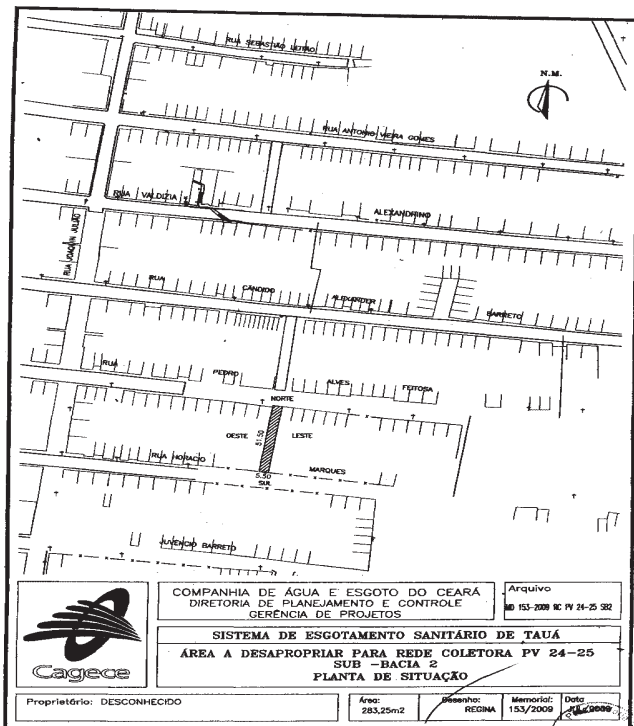 RUA SEBASTIÃO LEITÃO
N.M.
RUA ANTONIO VIEIRA GOMES
RUA VALDIZIA
ALEXANDRINO
RUA JOAQUIN JULIÃO
RUA
CÂNDIDO
ALEXANDER
BARRETO
RUA
PEDRO
ALVES
FEITOSA
NORTE
OESTE
51.50
LESTE
RUA HORACIO
MARQUES
5.50
SUL
JUVENCIO BARRETO
Cagece
COMPANHIA DE ÁGUA E ESGOTO DO CEARÁ
DIRETORIA DE PLANEJAMENTO E CONTROLE
GERÊNCIA DE PROJETOS
Arquivo
MD 153-2009 RC PV 24-25 SB2
SISTEMA DE ESGOTAMENTO SANITÁRIO DE TAUÁ
ÁREA A DESAPROPRIAR PARA REDE COLETORA PV 24-25
SUB -BACIA 2
PLANTA DE SITUAÇÃO
Proprietário: DESCONHECIDO
Área:
283,25m2
Desenho:
REGINA
Memorial:
153/2009
Data